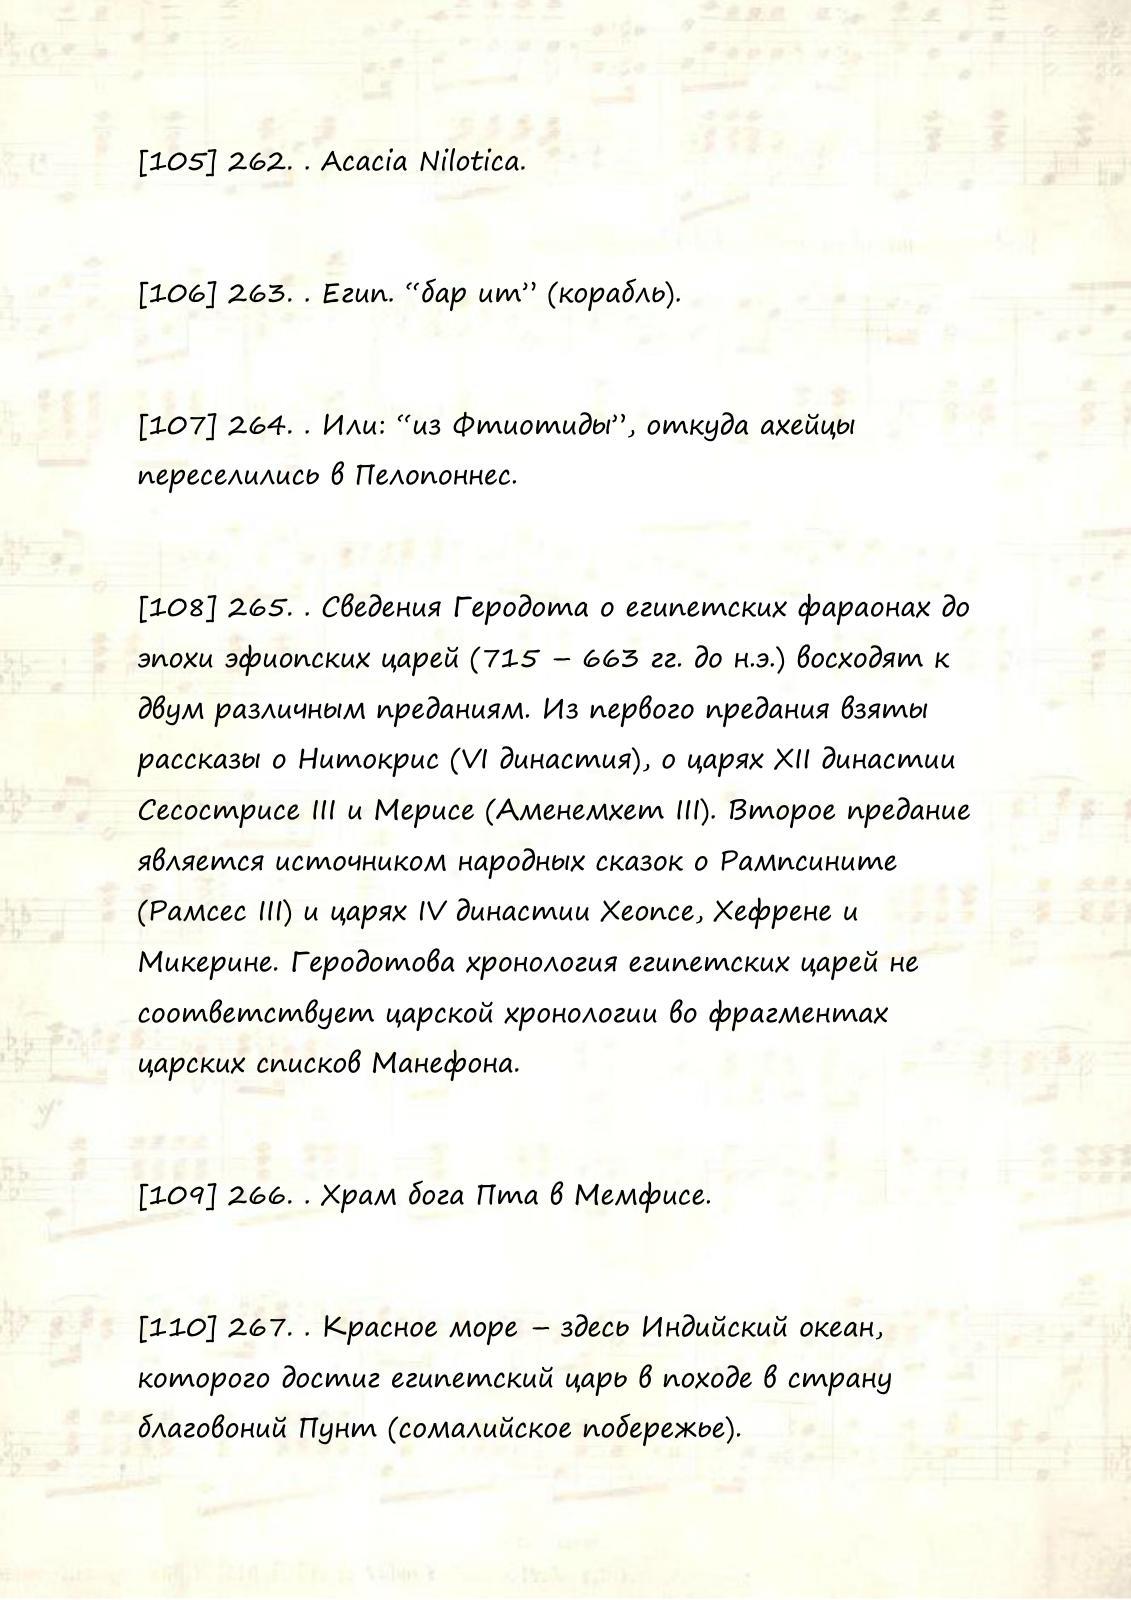 [105] 262. . Acacia Nilotica.
[106] 263. . Егип. “бар ит” (корабль).
[107] 264. . Или: “из Фтиотиды”, откуда ахейцы
переселились в Пелопоннес.
[108] 265. . Сведения Геродота о египетских фараонах до
эпохи эфиопских царей (715 – 663 гг. до н.э.) восходят к
двум различным преданиям. Из первого предания взяты
рассказы о Нитокрис (VI династия), о царях XII династии
Сесострисе III и Мерисе (Аменемхет III). Второе предание
является источником народных сказок о Рампсините
(Рамсес III) и царях IV династии Хеопсе, Хефрене и
Микерине. Геродотова хронология египетских царей не
соответствует царской хронологии во фрагментах
царских списков Манефона.
[109] 266. . Храм бога Пта в Мемфисе.
[110] 267. . Красное море – здесь Индийский океан,
которого достиг египетский царь в походе в страну
благовоний Пунт (сомалийское побережье).